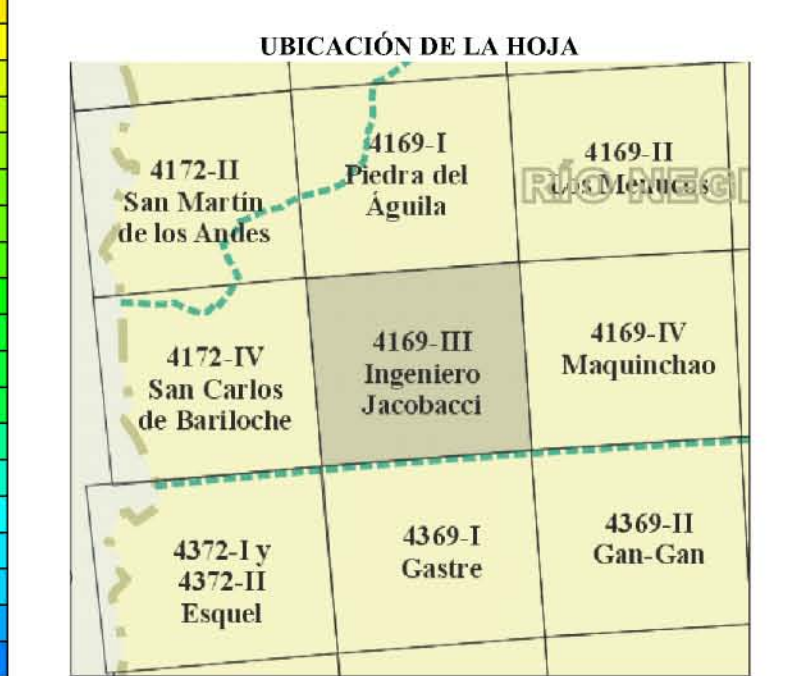 UBICACIÓN DE LA HOJA
4172-II
San Martín
de los Andes
4169-I
Piedra del
Águila
4169-II
Los Menucos
RÍO NEG
4172-IV
San Carlos
de Bariloche
4169-III
Ingeniero
Jacobacci
4169-IV
Maquinchao
4372-I y
4372-II
Esquel
4369-I
Gastre
4369-II
Gan-Gan